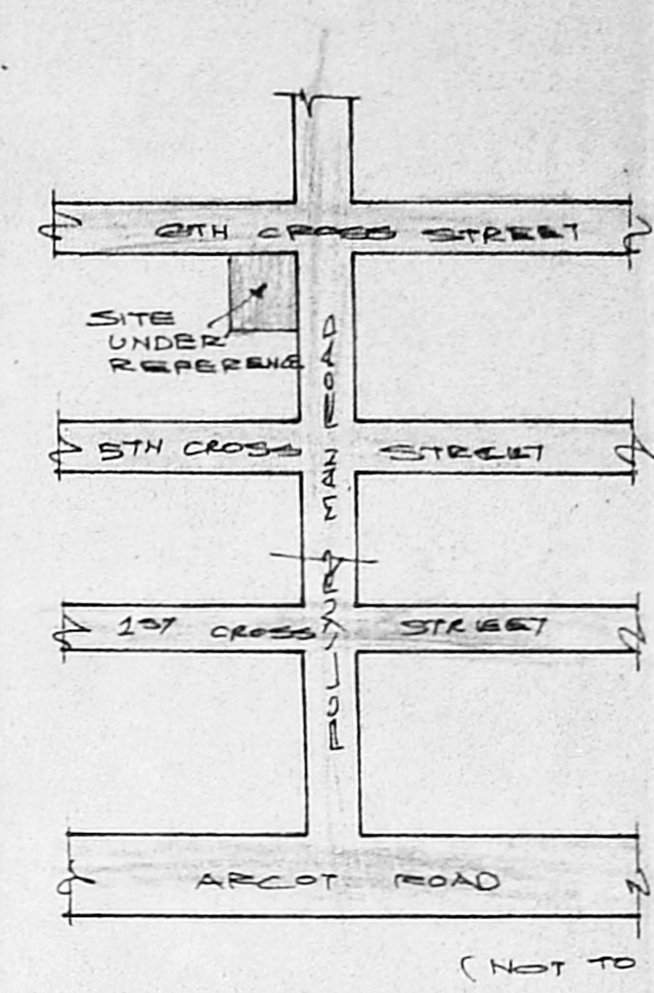 6TH CROSS STREET
SITE
UNDER
REFERENCE
5TH CROSS STREET
MAIN ROAD
1ST CROSS STREET
ARCOT ROAD
(NOT TO